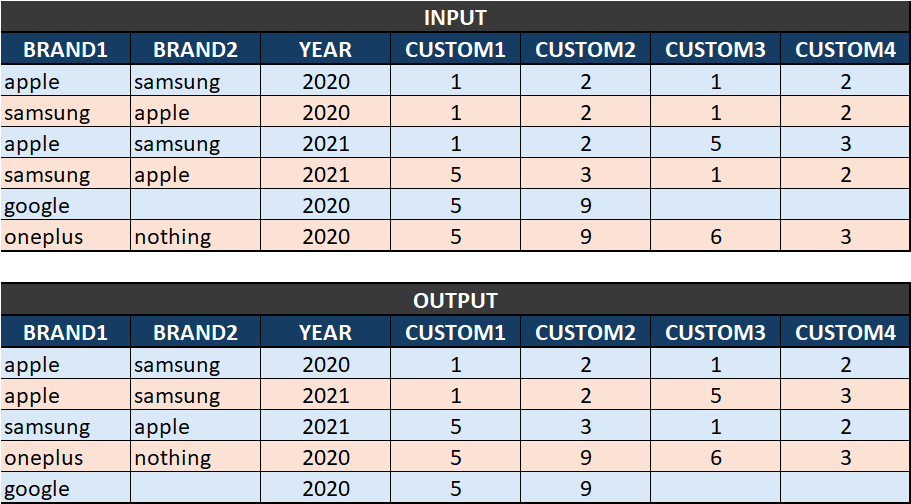 INPUT
BRAND1 BRAND2 YEAR CUSTOM1 CUSTOM2 CUSTOM3 CUSTOM4
apple samsung 2020 1 2 1 2
samsung apple 2020 1 2 1 2
apple samsung 2021 1 2 5 3
samsung apple 2021 5 3 1 2
google 2020 5 9
oneplus nothing 2020 5 9 6 3
OUTPUT
BRAND1 BRAND2 YEAR CUSTOM1 CUSTOM2 CUSTOM3 CUSTOM4
apple samsung 2020 1 2 1 2
apple samsung 2021 1 2 5 3
samsung apple 2021 5 3 1 2
oneplus nothing 2020 5 9 6 3
google 2020 5 9